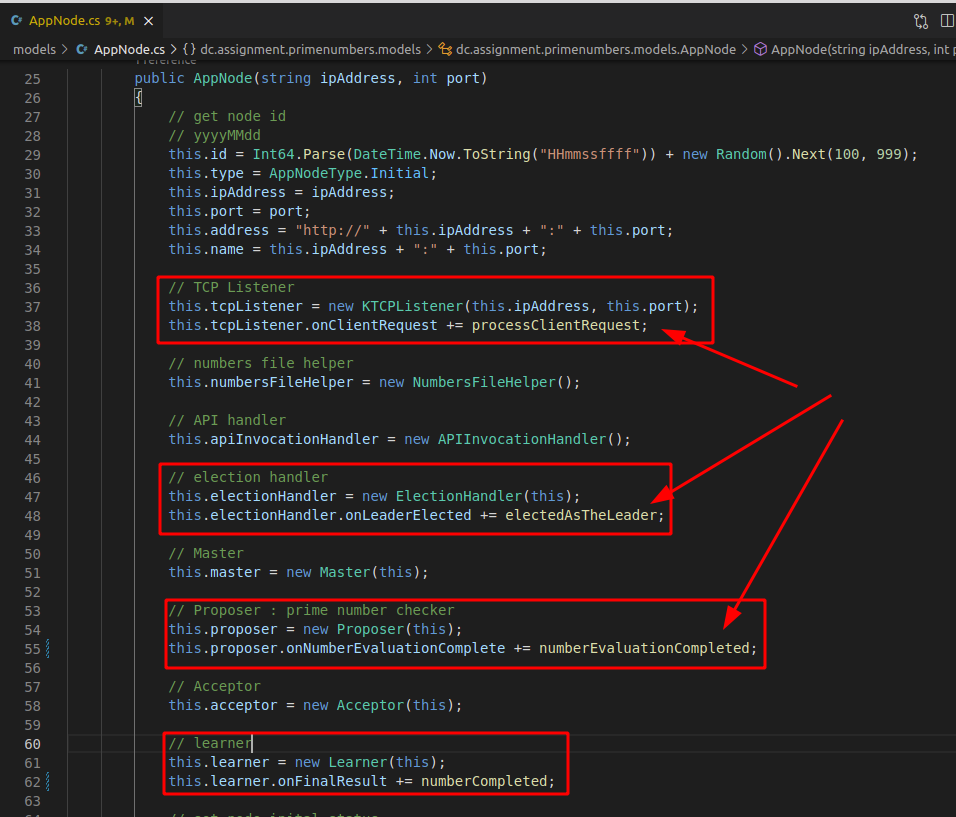 AppNode.cs 9+, M
models > AppNode.cs > {} dc.assignment.primenumbers.models > dc.assignment.primenumbers.models.AppNode > AppNode(string ipAddress, int p
1 reference
25 public AppNode(string ipAddress, int port)
26 {
27 // get node id
28 // yyyyMMdd
29 this.id = Int64.Parse(DateTime.Now.ToString("HHmmssffff")) + new Random().Next(100, 999);
30 this.type = AppNodeType.Initial;
31 this.ipAddress = ipAddress;
32 this.port = port;
33 this.address = "http://" + this.ipAddress + ":" + this.port;
34 this.name = this.ipAddress + ":" + this.port;
35
36 // TCP Listener
37 this.tcpListener = new KTCPListener(this.ipAddress, this.port);
38 this.tcpListener.onClientRequest += processClientRequest;
39
40 // numbers file helper
41 this.numbersFileHelper = new NumbersFileHelper();
42
43 // API handler
44 this.apiInvocationHandler = new APIInvocationHandler();
45
46 // election handler
47 this.electionHandler = new ElectionHandler(this);
48 this.electionHandler.onLeaderElected += electedAsTheLeader;
49
50 // Master
51 this.master = new Master(this);
52
53 // Proposer : prime number checker
54 this.proposer = new Proposer(this);
55 this.proposer.onNumberEvaluationComplete += numberEvaluationCompleted;
56
57 // Acceptor
58 this.acceptor = new Acceptor(this);
59
60 // learner
61 this.learner = new Learner(this);
62 this.learner.onFinalResult += numberCompleted;
63
64 // set node inital status